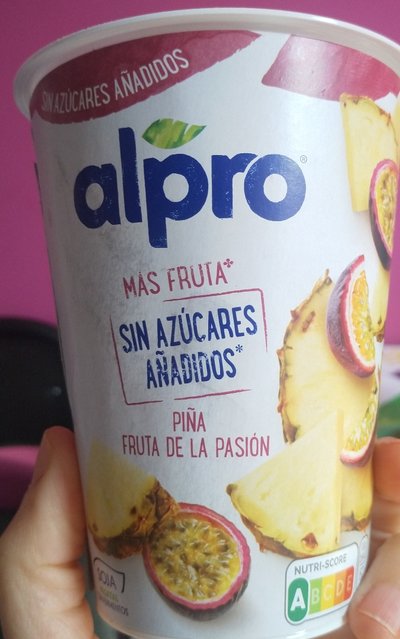 SIN AZÚCARES AÑADIDOS
alpro®
MÁS FRUTA*
SIN AZÚCARES
AÑADIDOS*
PIÑA
FRUTA DE LA PASIÓN
SOJA
NUTRI-SCORE
A B C D E